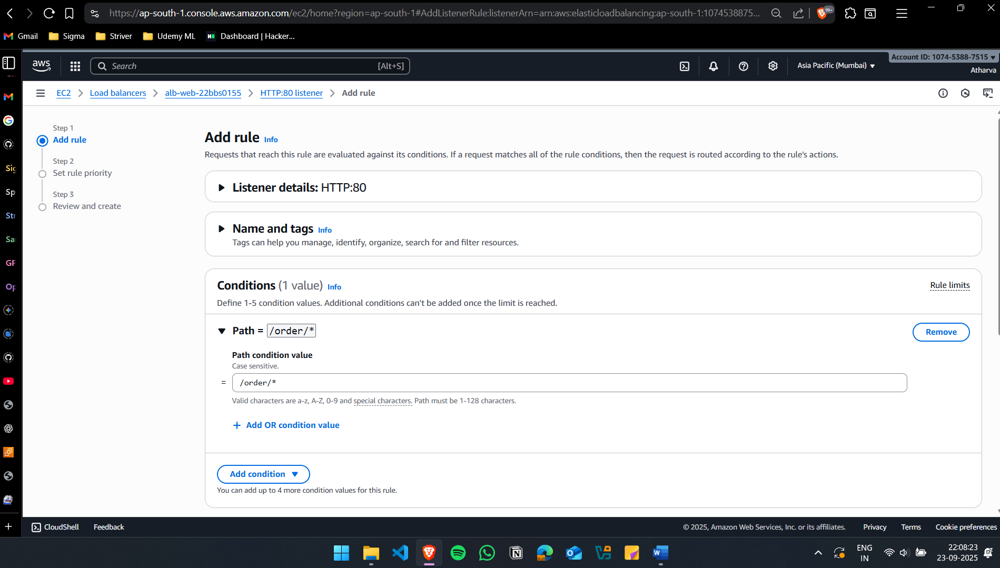 https://ap-south-1.console.aws.amazon.com/ec2/home?region=ap-south-1#AddListenerRule:listenerArn=arn:aws:elasticloadbalancing:ap-south-1:1074538875...
99+
Gmail
Sigma
Striver
Udemy ML
Dashboard | Hacker...
aws
Search
[Alt+S]
Asia Pacific (Mumbai)
Account ID: 1074-5388-7515
Atharva
EC2
Load balancers
alb-web-22bbs0155
HTTP:80 listener
Add rule
Step 1
Add rule
Step 2
Set rule priority
Step 3
Review and create
Sig
Sp
Str
Sa
GF
Op
Add rule Info
Requests that reach this rule are evaluated against its conditions. If a request matches all of the rule conditions, then the request is routed according to the rule's actions.
Listener details: HTTP:80
Name and tags Info
Tags can help you manage, identify, organize, search for and filter resources.
Conditions (1 value) Info
Rule limits
Define 1-5 condition values. Additional conditions can't be added once the limit is reached.
Path = /order/*
Remove
Path condition value
Case sensitive.
= /order/*
Valid characters are a-z, A-Z, 0-9 and special characters. Path must be 1-128 characters.
+ Add OR condition value
Add condition
You can add up to 4 more condition values for this rule.
CloudShell
Feedback
© 2025, Amazon Web Services, Inc. or its affiliates.
Privacy
Terms
Cookie preferences
ENG
IN
22:08:23
23-09-2025